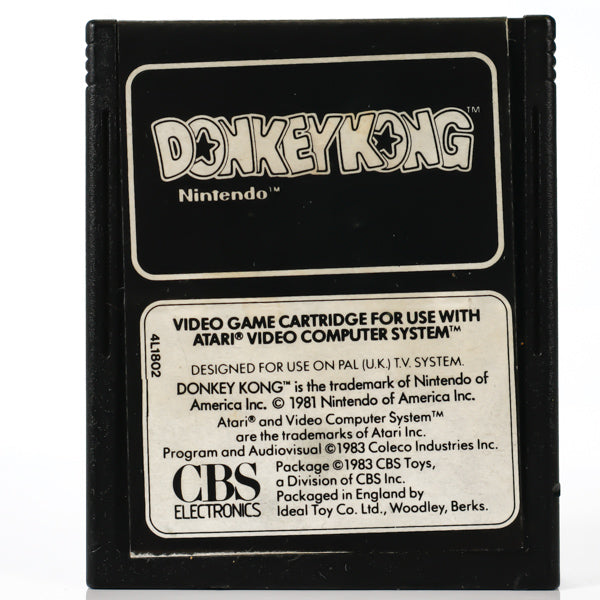 DONKEY KONG™
Nintendo™
VIDEO GAME CARTRIDGE FOR USE WITH
ATARI® VIDEO COMPUTER SYSTEM™
4L1802
DESIGNED FOR USE ON PAL (U.K.) T.V. SYSTEM.
DONKEY KONG™ is the trademark of Nintendo of
America Inc. © 1981 Nintendo of America Inc.
Atari® and Video Computer System™
are the trademarks of Atari Inc.
Program and Audiovisual ©1983 Coleco Industries Inc.
Package ©1983 CBS Toys,
a Division of CBS Inc.
Packaged in England by
Ideal Toy Co. Ltd., Woodley, Berks.
CBS
ELECTRONICS